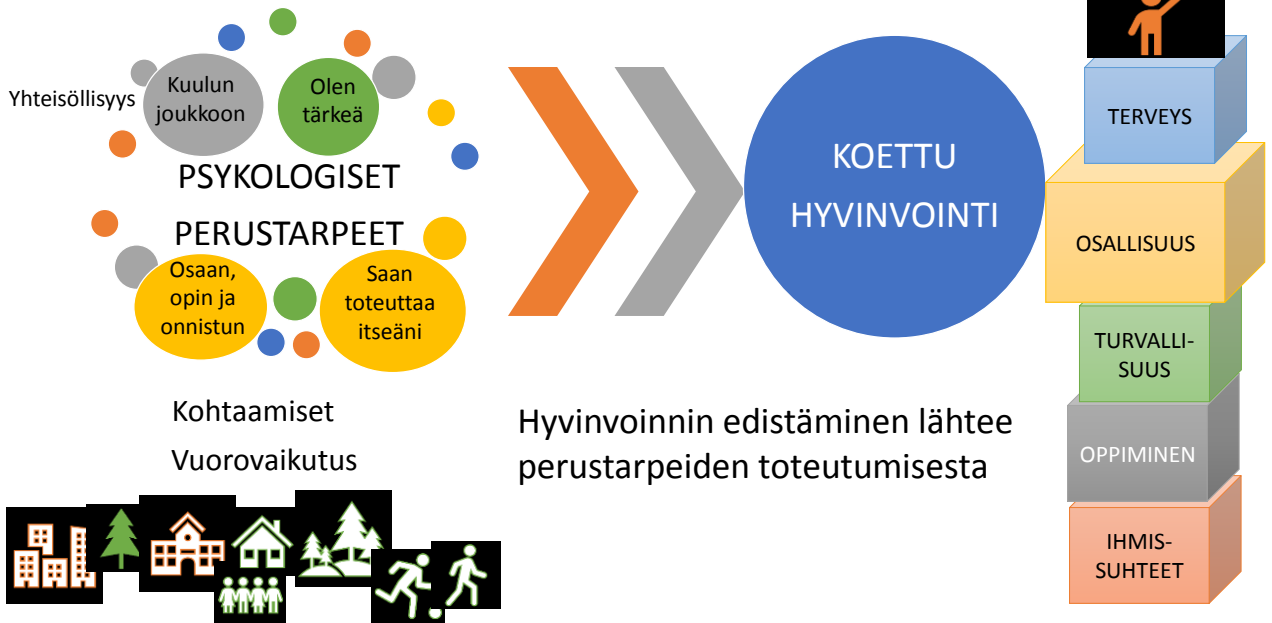 Yhteisöllisyys
Kuulun
joukkoon
Olen
tärkeä
PSYKOLOGISET
PERUSTARPEET
Osaan,
opin ja
onnistun
Saan
toteuttaa
itseäni
Kohtaamiset
Vuorovaikutus
Hyvinvoinnin edistäminen lähtee
perustarpeiden toteutumisesta
KOETTU
HYVINVOINTI
TERVEYS
OSALLISUUS
TURVALLI-
SUUS
OPPIMINEN
IHMIS-
SUHTEET